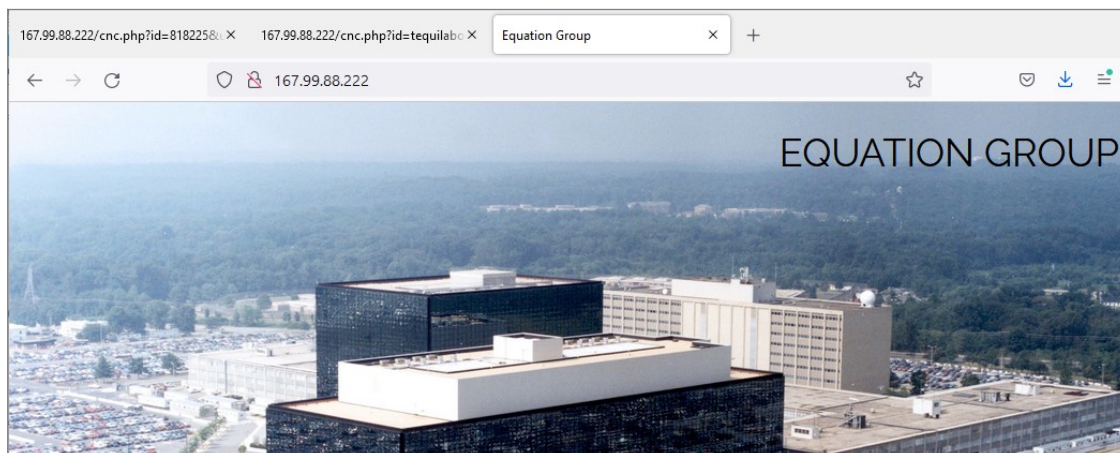 167.99.88.222/cnc.php?id=818225&
167.99.88.222/cnc.php?id=tequilabo
Equation Group
167.99.88.222
EQUATION GROUP